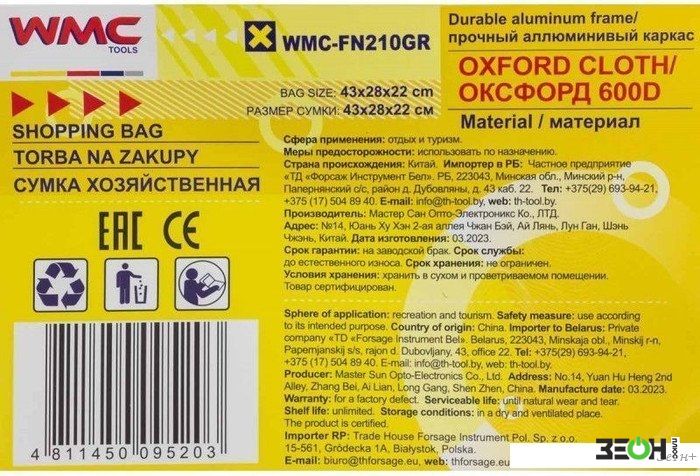 WMC
TOOLS
WMC-FN210GR
Durable aluminum frame/
прочный аллюминивый каркас
BAG SIZE: 43x28x22 cm
РАЗМЕР СУМКИ: 43x28x22 см
OXFORD CLOTH/
ОКСФОРД 600D
Material / материал
SHOPPING BAG
TORBA NA ZAKUPY
СУМКА ХОЗЯЙСТВЕННАЯ
EAC CE
Сфера применения: отдых и туризм.
Меры предосторожности: использовать по назначению.
Страна происхождения: Китай. Импортер в РБ: Частное предприятие
«ТД «Форсаж Инструмент Бел». РБ, 223043, Минская обл., Минский р-н,
Папернянский с/с, район д. Дубовляны, д. 43 каб. 22. Тел.: +375(29) 693-94-21,
+375 (17) 504 89 40. E-mail: info@th-tool.by, web: th-tool.by
Производитель: Мастер Сан Опто-Электроникс Ко., ЛТД.
Адрес: №14, Юань Ху Хэн 2-ая аллея Чжан Бэй, Ай Лянь, Лун Ган, Шэнь
Чжэнь, Китай. Дата изготовления: 03.2023.
Срок гарантии: на заводской брак. Срок службы:
до естественного износа. Срок хранения: не ограничен.
Условия хранения: хранить в сухом и проветриваемом помещении.
Товар сертифицирован.
Sphere of application: recreation and tourism. Safety measure: use according
to its intended purpose. Country of origin: China. Importer to Belarus: Private
company «TD «Forsage Instrument Bel» RB, 223043, Minskaja obl., Minskij r-n,
Papernjanskij s/s, rajon d. Dubovljany, 43, office 22. Tel: +375(29) 693-94-21,
+375 (17) 504 89 40. E-mail: info@th-tool.by, web: th-tool.by
Producer: Master Sun Opto-Electronics Co., Ltd. Address: No.14, Yuan Hu Heng 2nd
Alley, Zhang Bei, Ai Lian, Long Gang, Shen Zhen, China. Manufacture date: 03.2023.
Warranty: for a factory defect. Serviceable life: until natural wear and tear.
Shelf life: unlimited. Storage conditions: in a dry and ventilated place.
The product is certified.
Importer RP: Trade House Forsage Instrument Pol Sp. z o.o.
15-561, Gródecka 1A, Białystok, Polska
E-mail: biuro@thforsage.com, web: thforsage.com
4 811450 095203
ЗЕОН
Зеон+